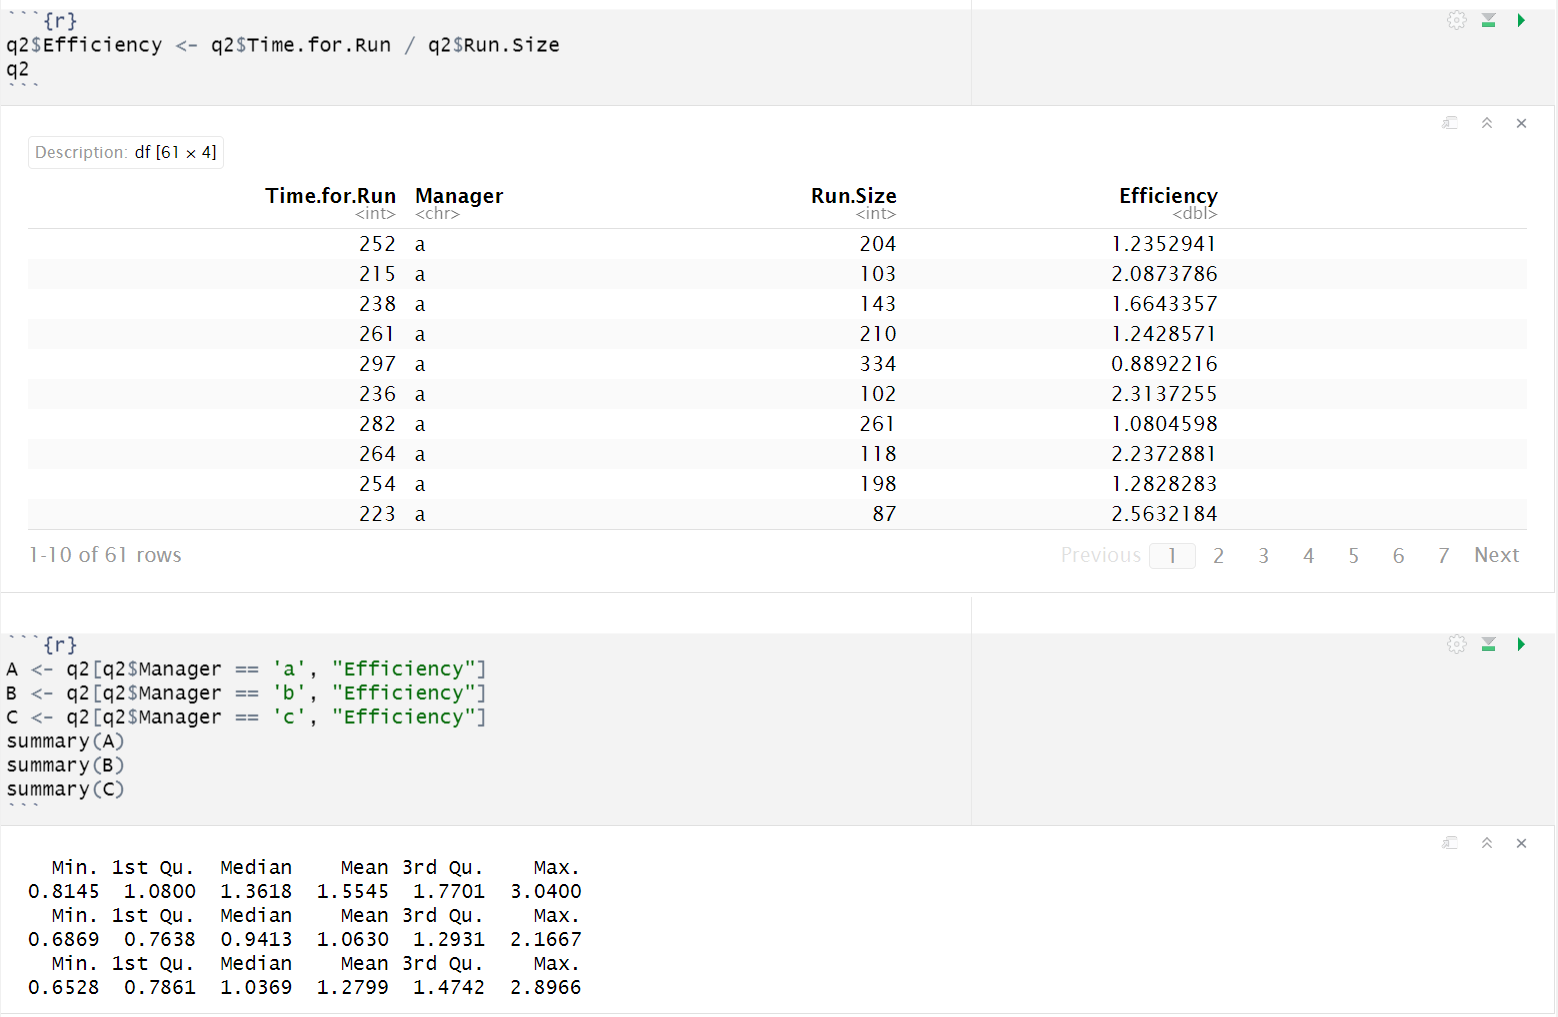 ```{r}
q2$Efficiency <- q2$Time.for.Run / q2$Run.Size
q2
```
Description: df [61 × 4]
Time.for.Run Manager Run.Size Efficiency
<int> <chr> <int> <dbl>
252 a 204 1.2352941
215 a 103 2.0873786
238 a 143 1.6643357
261 a 210 1.2428571
297 a 334 0.8892216
236 a 102 2.3137255
282 a 261 1.0804598
264 a 118 2.2372881
254 a 198 1.2828283
223 a 87 2.5632184
1-10 of 61 rows Previous 1 2 3 4 5 6 7 Next
```{r}
A <- q2[q2$Manager == 'a', "Efficiency"]
B <- q2[q2$Manager == 'b', "Efficiency"]
C <- q2[q2$Manager == 'c', "Efficiency"]
summary(A)
summary(B)
summary(C)
```
Min. 1st Qu. Median Mean 3rd Qu. Max.
0.8145 1.0800 1.3618 1.5545 1.7701 3.0400
Min. 1st Qu. Median Mean 3rd Qu. Max.
0.6869 0.7638 0.9413 1.0630 1.2931 2.1667
Min. 1st Qu. Median Mean 3rd Qu. Max.
0.6528 0.7861 1.0369 1.2799 1.4742 2.8966